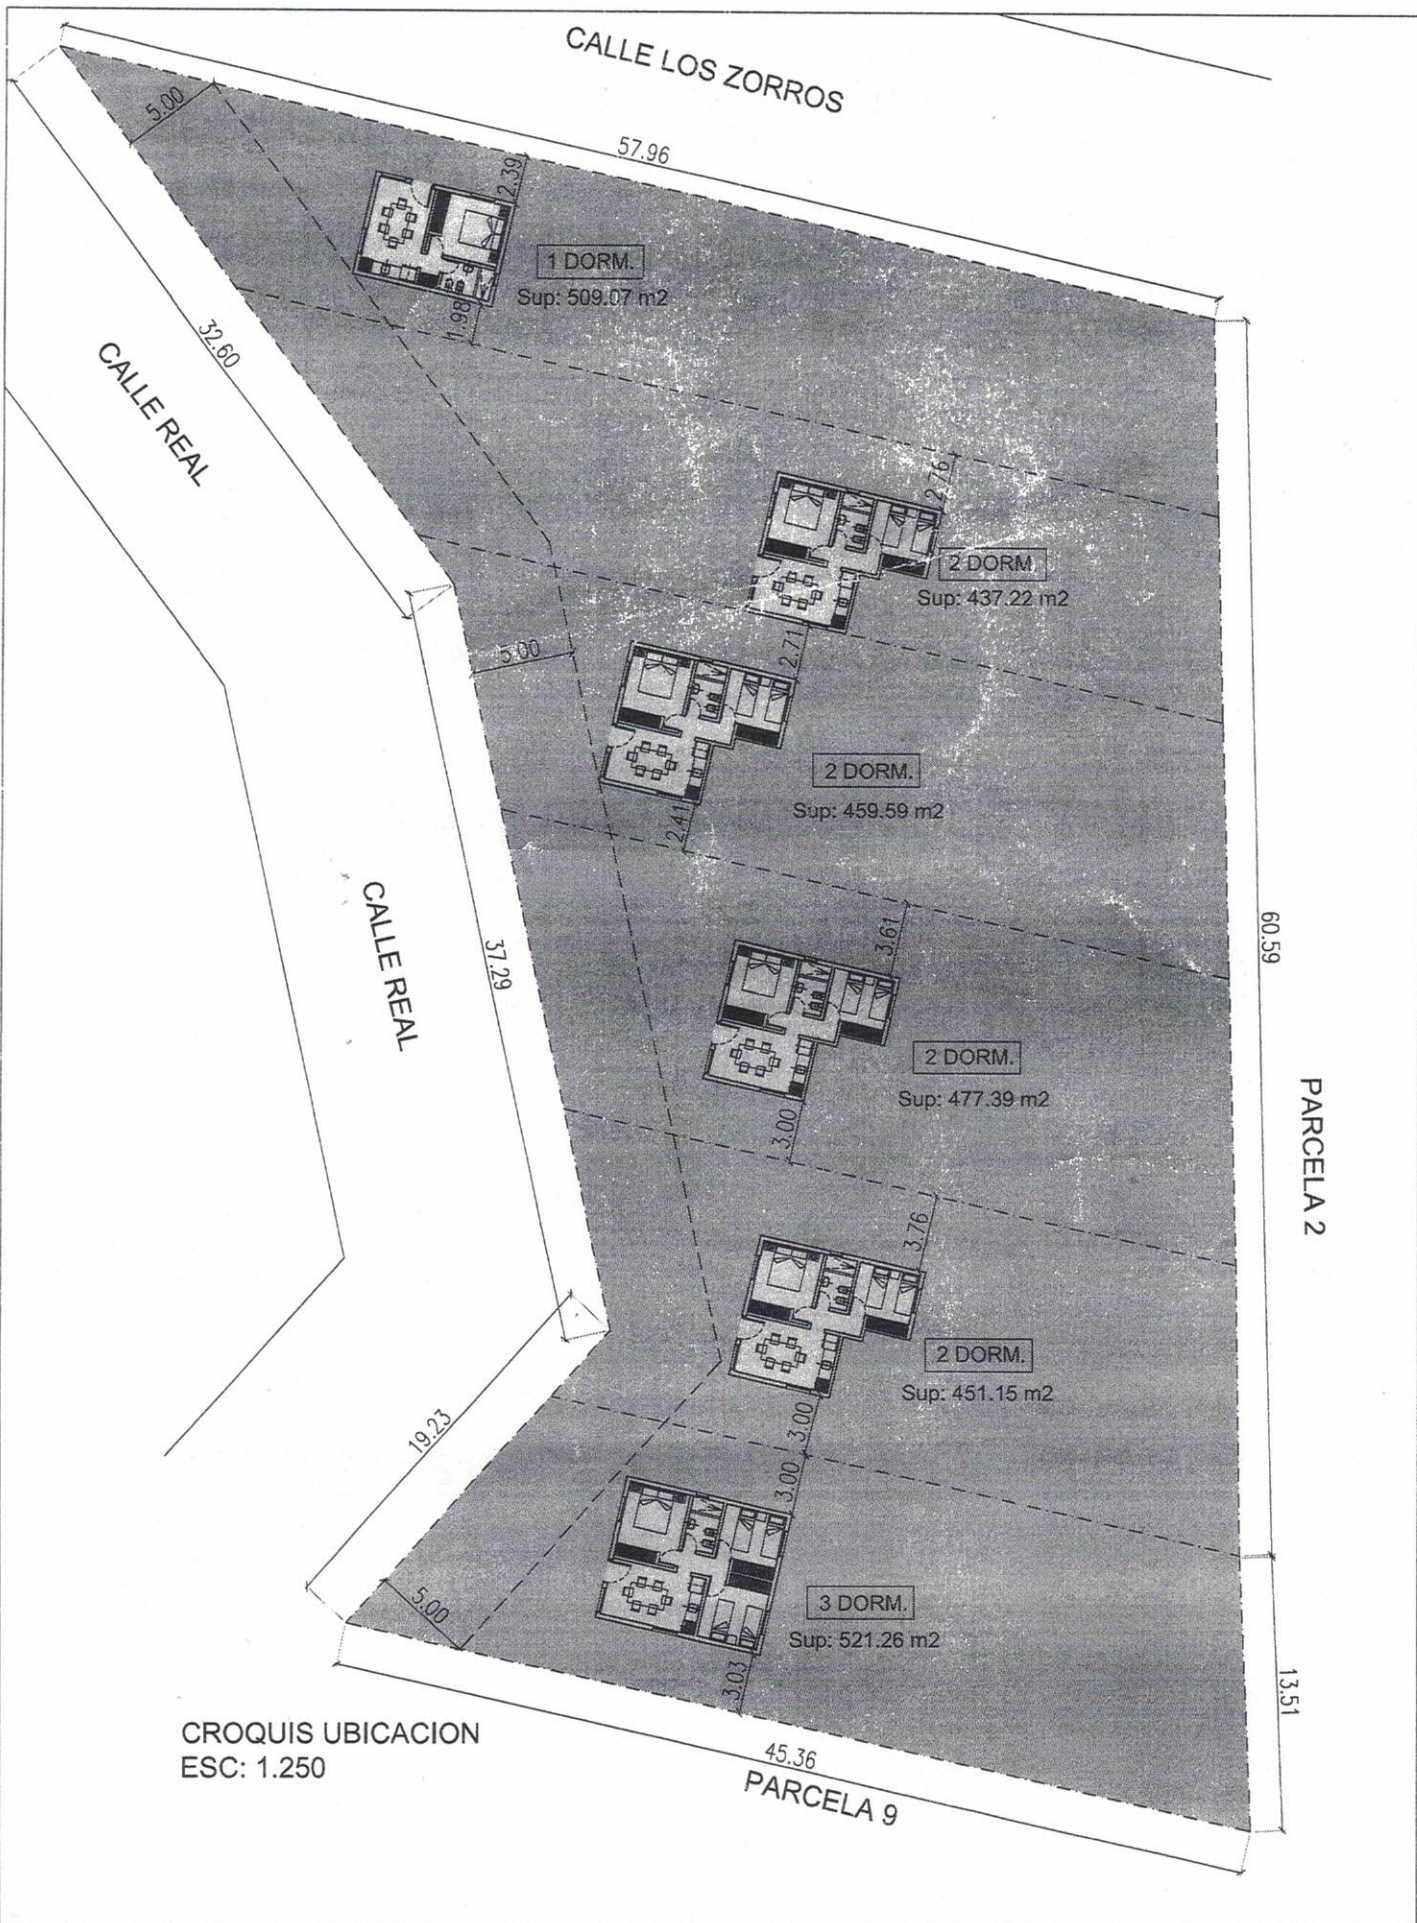 CALLE LOS ZORROS
57.96
5.00
2.39
1 DORM.
Sup: 509.07 m2
1.98
32.60
CALLE REAL
2.76
2 DORM.
Sup: 437.22 m2
2.71
5.00
2 DORM.
Sup: 459.59 m2
2.41
CALLE REAL
37.29
3.61
60.59
2 DORM.
Sup: 477.39 m2
3.00
PARCELA 2
3.76
2 DORM.
Sup: 451.15 m2
3.00
19.23
3.00
5.00
3 DORM.
Sup: 521.26 m2
3.03
13.51
CROQUIS UBICACION
ESC: 1.250
45.36
PARCELA 9